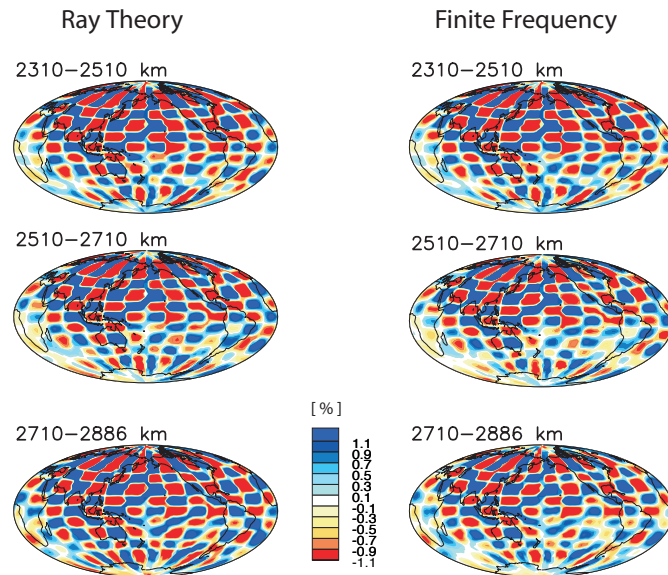 Ray Theory
Finite Frequency
2310−2510 km
2310−2510 km
2510−2710 km
2510−2710 km
2710−2886 km
[ % ]
2710−2886 km
1.1
0.9
0.7
0.5
0.3
0.1
-0.1
-0.3
-0.5
-0.7
-0.9
-1.1